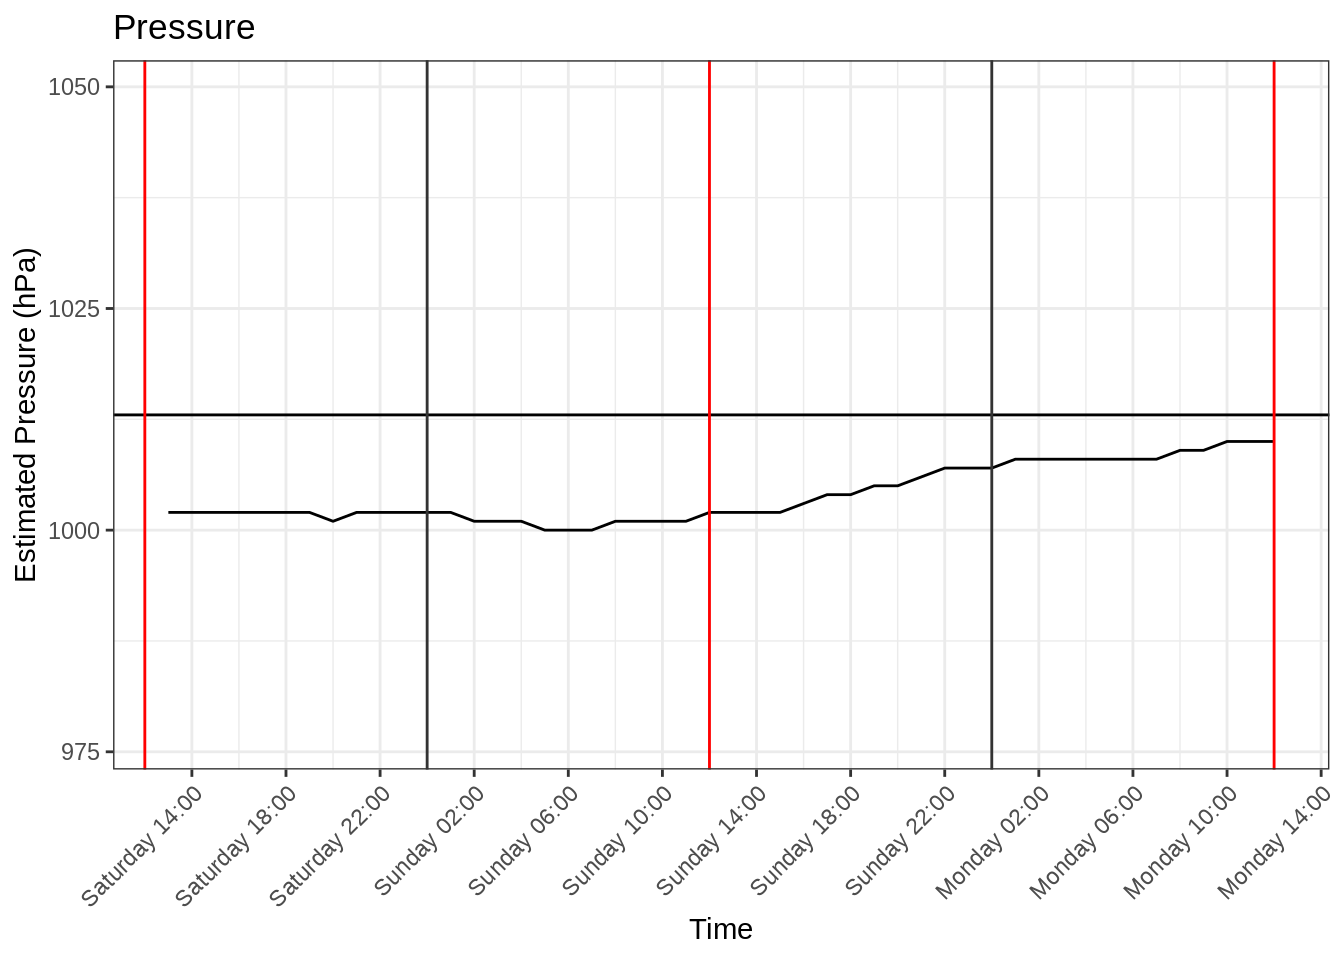 Pressure
Estimated Pressure (hPa)
1050
1025
1000
975
Saturday 14:00
Saturday 18:00
Saturday 22:00
Sunday 02:00
Sunday 06:00
Sunday 10:00
Sunday 14:00
Sunday 18:00
Sunday 22:00
Monday 02:00
Monday 06:00
Monday 10:00
Monday 14:00
Time